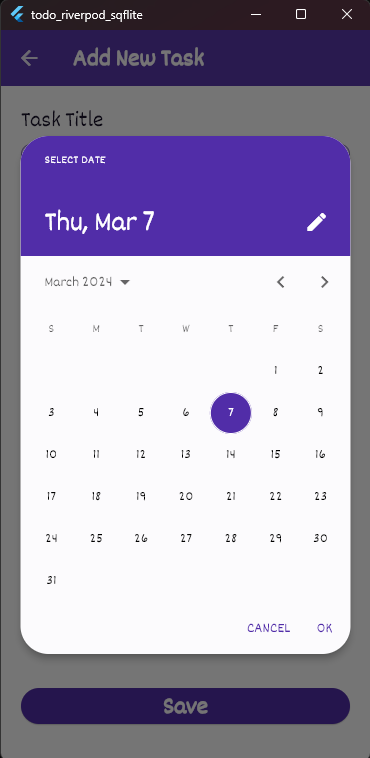 todo_riverpod_sqflite
Add New Task
Task Title
SELECT DATE
Thu, Mar 7
March 2024
S M T W T F S
1 2
3 4 5 6 7 8 9
10 11 12 13 14 15 16
17 18 19 20 21 22 23
24 25 26 27 28 29 30
31
CANCEL OK
Save